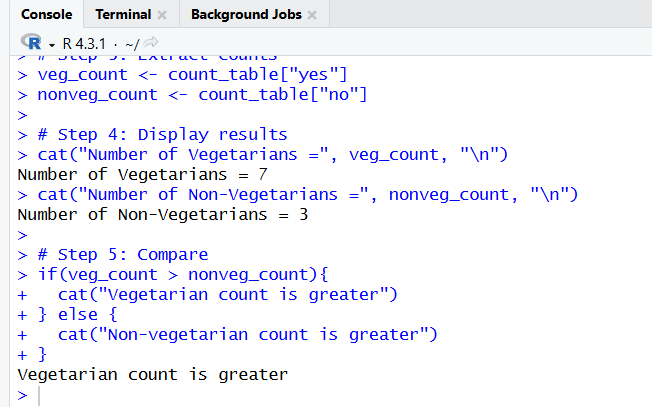 Console Terminal Background Jobs
R R 4.3.1 · ~/
> # Step 3: Extract counts
> veg_count <- count_table["yes"]
> nonveg_count <- count_table["no"]
>
> # Step 4: Display results
> cat("Number of Vegetarians =", veg_count, "\n")
Number of Vegetarians = 7
> cat("Number of Non-Vegetarians =", nonveg_count, "\n")
Number of Non-Vegetarians = 3
>
> # Step 5: Compare
> if(veg_count > nonveg_count){
+   cat("Vegetarian count is greater")
+ } else {
+   cat("Non-vegetarian count is greater")
+ }
Vegetarian count is greater
>